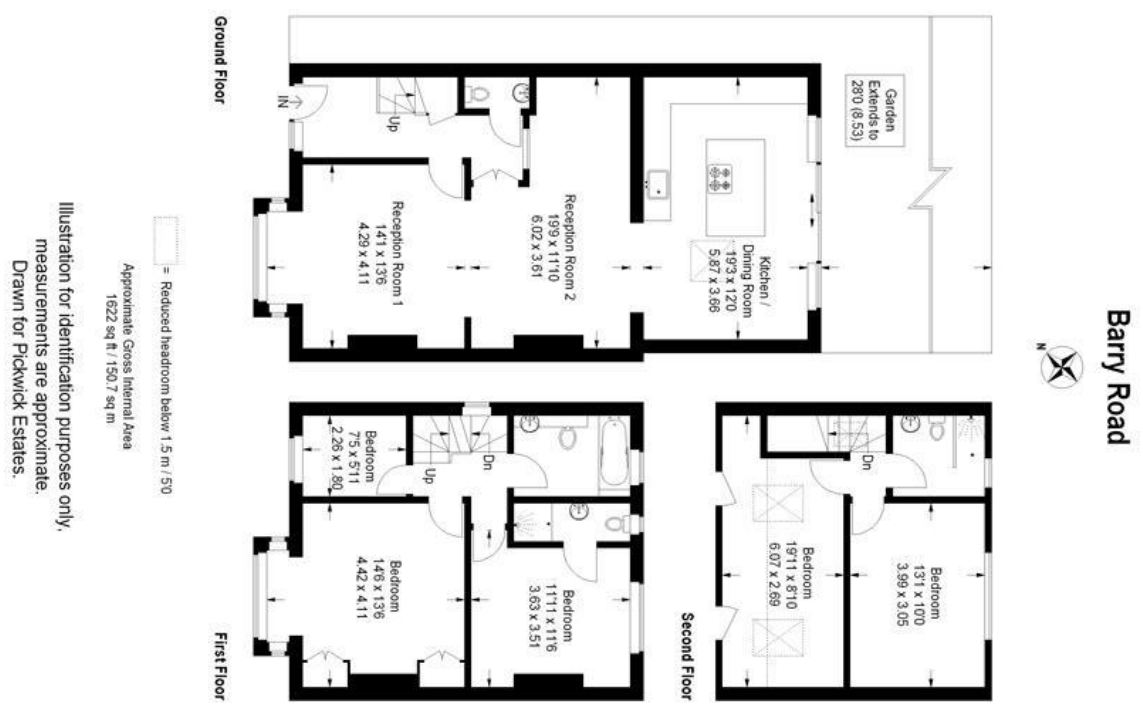 Barry Road
N
Garden
Extends to
28'0 (8.53)
Kitchen /
Dining Room
19'3 x 12'0
5.87 x 3.66
Reception Room 2
19'9 x 11'10
6.02 x 3.61
Reception Room 1
14'1 x 13'6
4.29 x 4.11
Up
IN
Ground Floor
Bedroom
11'11 x 11'6
3.63 x 3.51
Dn
Up
Bedroom
7'5 x 5'11
2.26 x 1.80
Bedroom
14'6 x 13'6
4.42 x 4.11
First Floor
Bedroom
13'1 x 10'0
3.99 x 3.05
Dn
Bedroom
19'11 x 8'10
6.07 x 2.69
Second Floor
= Reduced headroom below 1.5 m / 5'0
Approximate Gross Internal Area
1622 sq ft / 150.7 sq m
Illustration for identification purposes only,
measurements are approximate.
Drawn for Pickwick Estates.